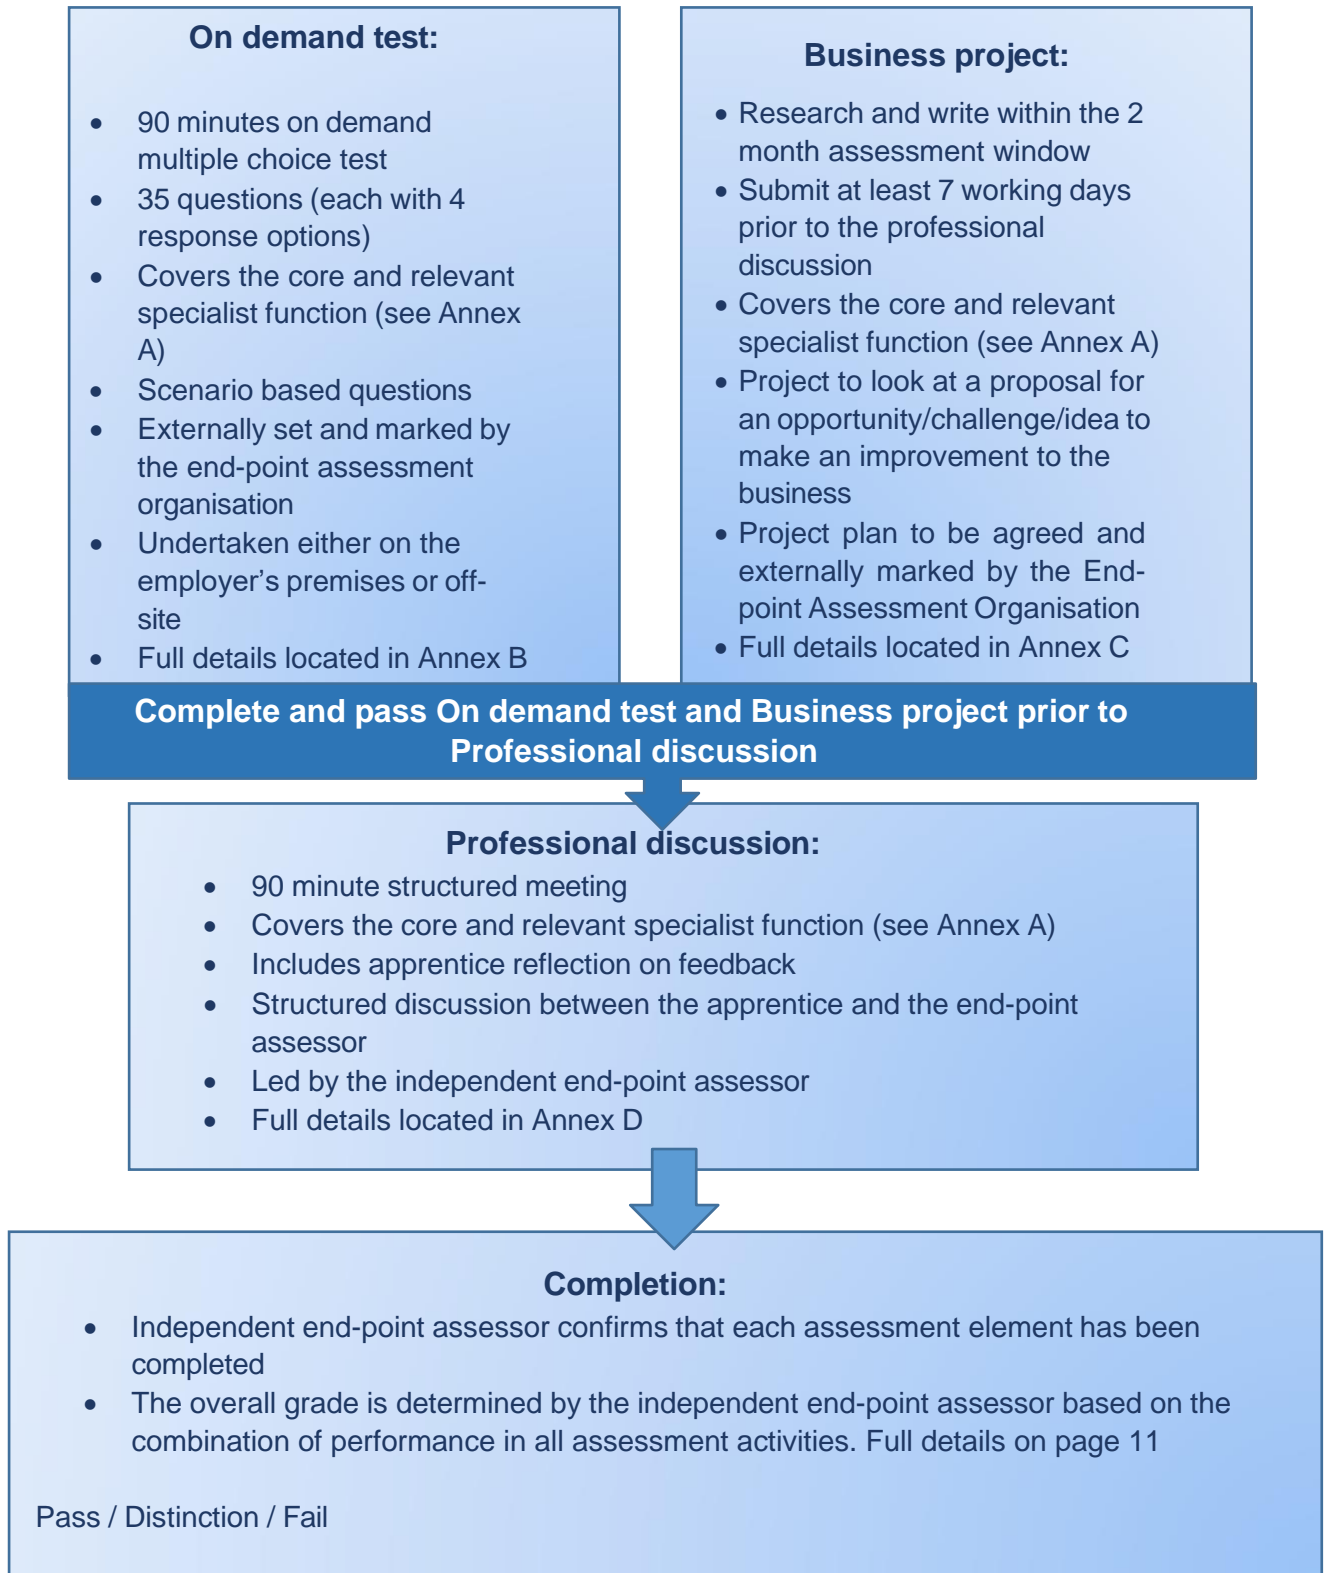 On demand test:
• 90 minutes on demand
multiple choice test
• 35 questions (each with 4
response options)
• Covers the core and relevant
specialist function (see Annex
A)
• Scenario based questions
• Externally set and marked by
the end-point assessment
organisation
• Undertaken either on the
employer's premises or off-
site
• Full details located in Annex B
Business project:
• Research and write within the 2
month assessment window
• Submit at least 7 working days
prior to the professional
discussion
• Covers the core and relevant
specialist function (see Annex A)
• Project to look at a proposal for
an opportunity/challenge/idea to
make an improvement to the
business
• Project plan to be agreed and
externally marked by the End-
point Assessment Organisation
• Full details located in Annex C
Complete and pass On demand test and Business project prior to
Professional discussion
Professional discussion:
• 90 minute structured meeting
• Covers the core and relevant specialist function (see Annex A)
• Includes apprentice reflection on feedback
• Structured discussion between the apprentice and the end-point
assessor
• Led by the independent end-point assessor
• Full details located in Annex D
Completion:
• Independent end-point assessor confirms that each assessment element has been
completed
• The overall grade is determined by the independent end-point assessor based on the
combination of performance in all assessment activities. Full details on page 11
Pass / Distinction / Fail